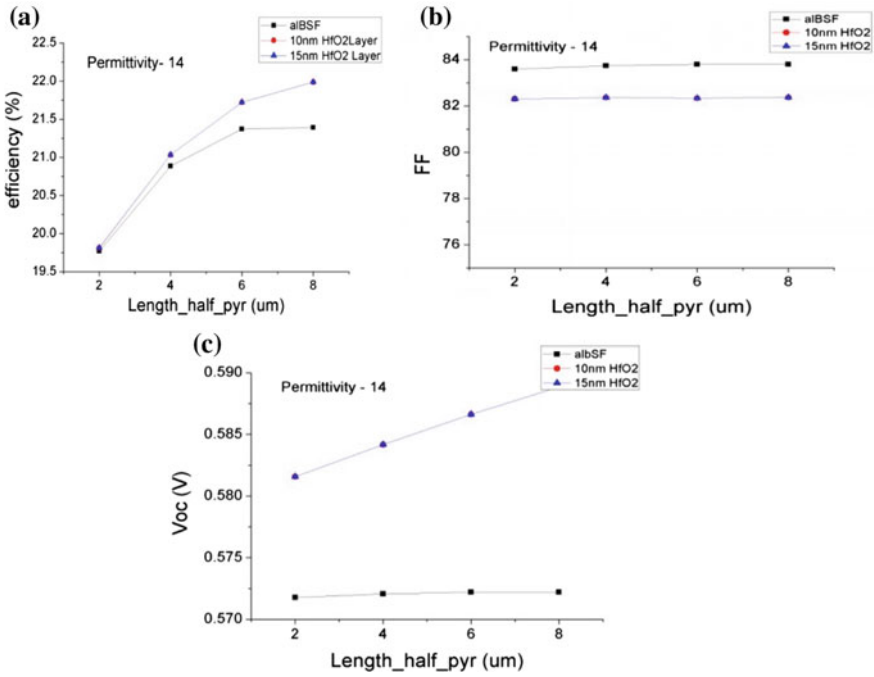 (a)
alBSF
10nm HfO2Layer
15nm HfO2 Layer
Permittivity- 14
efficiency (%)
22.5
22.0
21.5
21.0
20.5
20.0
19.5
2 4 6 8
Length_half_pyr (um)
(b)
alBSF
10nm HfO2
15nm HfO2
Permittivity - 14
FF
84
82
80
78
76
2 4 6 8
Length_half_pyr (um)
(c)
albSF
10nm HfO2
15nm HfO2
Permittivity - 14
Voc (V)
0.590
0.585
0.580
0.575
0.570
2 4 6 8
Length_half_pyr (um)